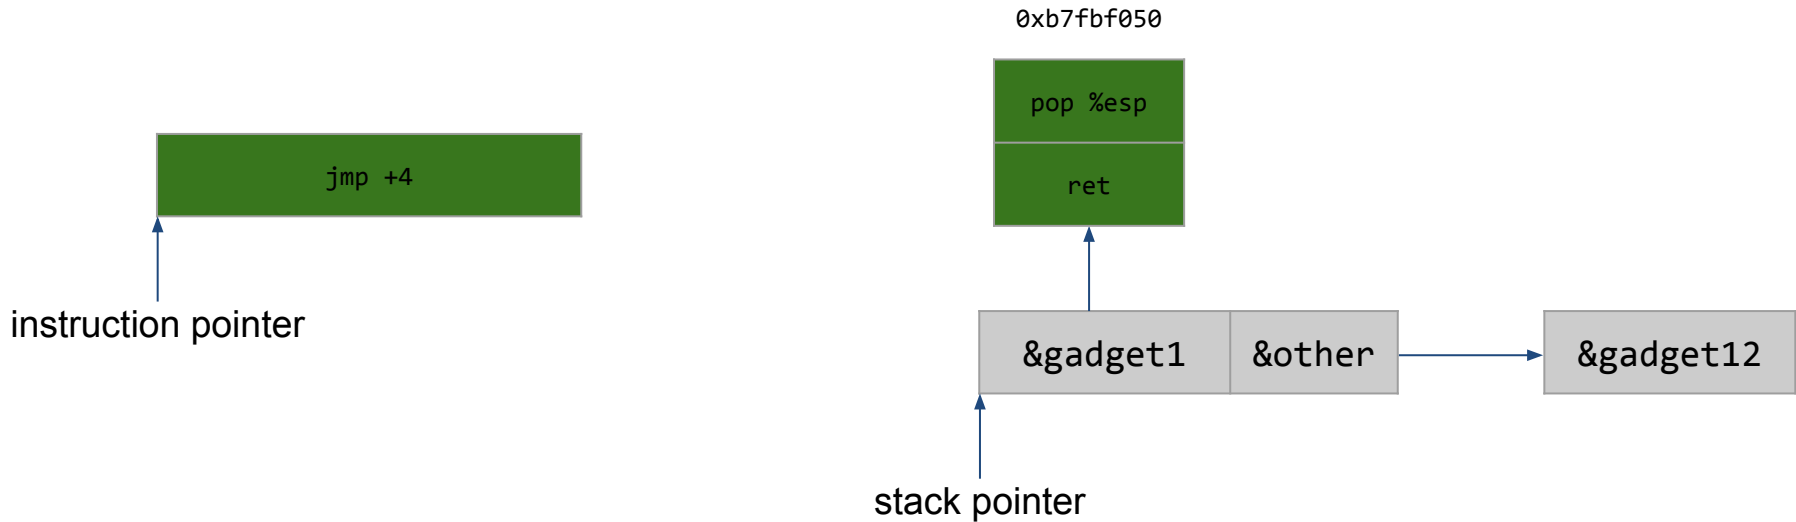 0xb7fbf050
pop %esp
jmp +4
ret
instruction pointer
&gadget1
&other
&gadget12
stack pointer